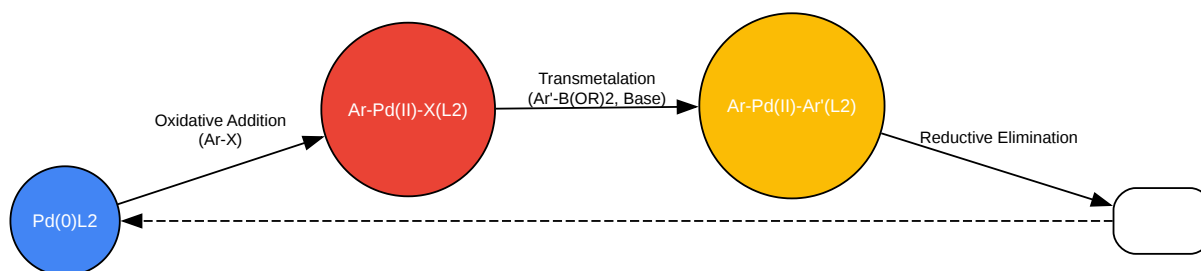 Oxidative Addition
(Ar-X)
Pd(0)L2
Ar-Pd(II)-X(L2)
Transmetalation
(Ar'-B(OR)2, Base)
Ar-Pd(II)-Ar'(L2)
Reductive Elimination